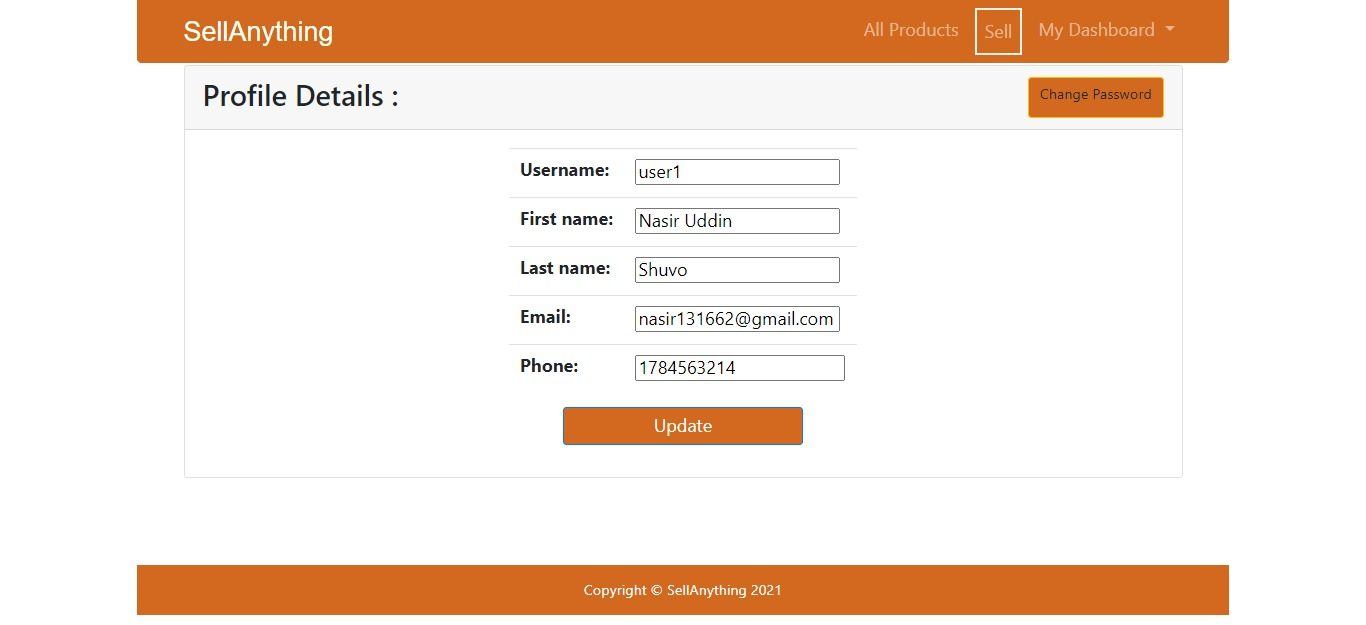 SellAnything All Products Sell My Dashboard
Profile Details : Change Password
Username: user1
First name: Nasir Uddin
Last name: Shuvo
Email: nasir131662@gmail.com
Phone: 1784563214
Update
Copyright © SellAnything 2021